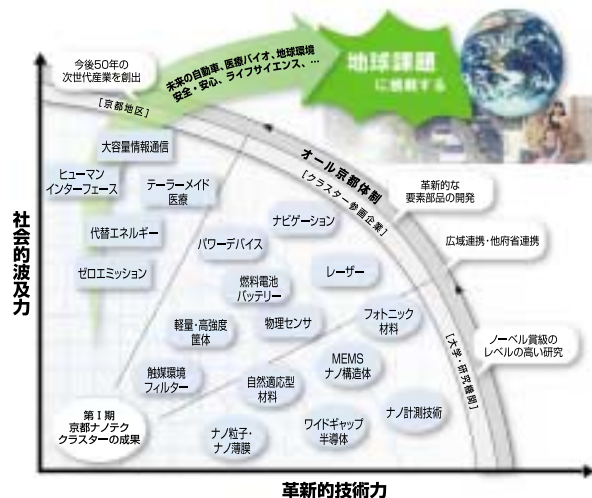 今後50年の
次世代産業を創出
未来の自動車、医療バイオ、地球環境
安全・安心、ライフサイエンス、…
地球課題
に挑戦する
[京都地区]
大容量情報通信
ヒューマン
インターフェース
テーラーメイド
医療
代替エネルギー
ゼロエミッション
オール京都体制
[クラスター参画企業]
革新的な
要素部品の開発
広域連携・他府省連携
ナビゲーション
パワーデバイス
レーザー
燃料電池
バッテリー
軽量・高強度
筐体
物理センサ
フォトニック
材料
[大学・研究機関]
ノーベル賞級の
レベルの高い研究
触媒環境
フィルター
自然適応型
材料
MEMS
ナノ構造体
第Ⅰ期
京都ナノテク
クラスターの成果
ナノ粒子・
ナノ薄膜
ワイドギャップ
半導体
ナノ計測技術
社会的波及力
革新的技術力